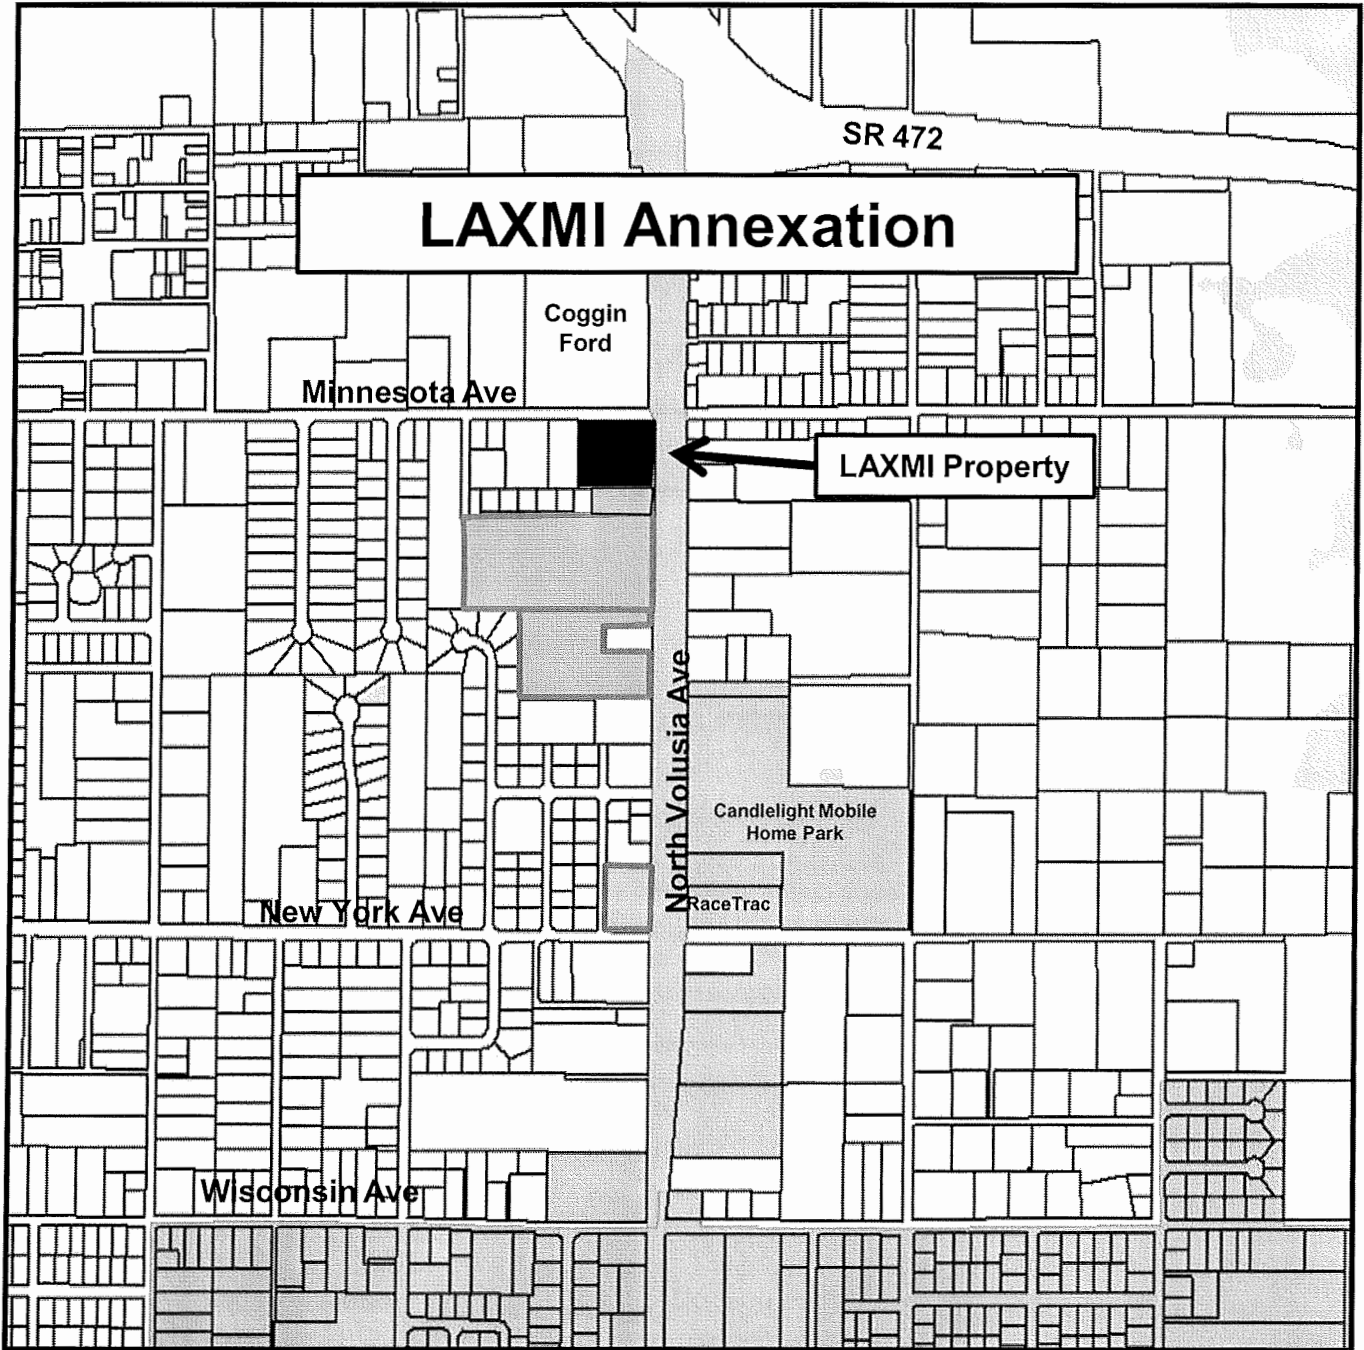 SR 472
LAXMI Annexation
Coggin
Ford
Minnesota Ave
LAXMI Property
North Volusia Ave
Candlelight Mobile
Home Park
RaceTrac
New York Ave
Wisconsin Ave